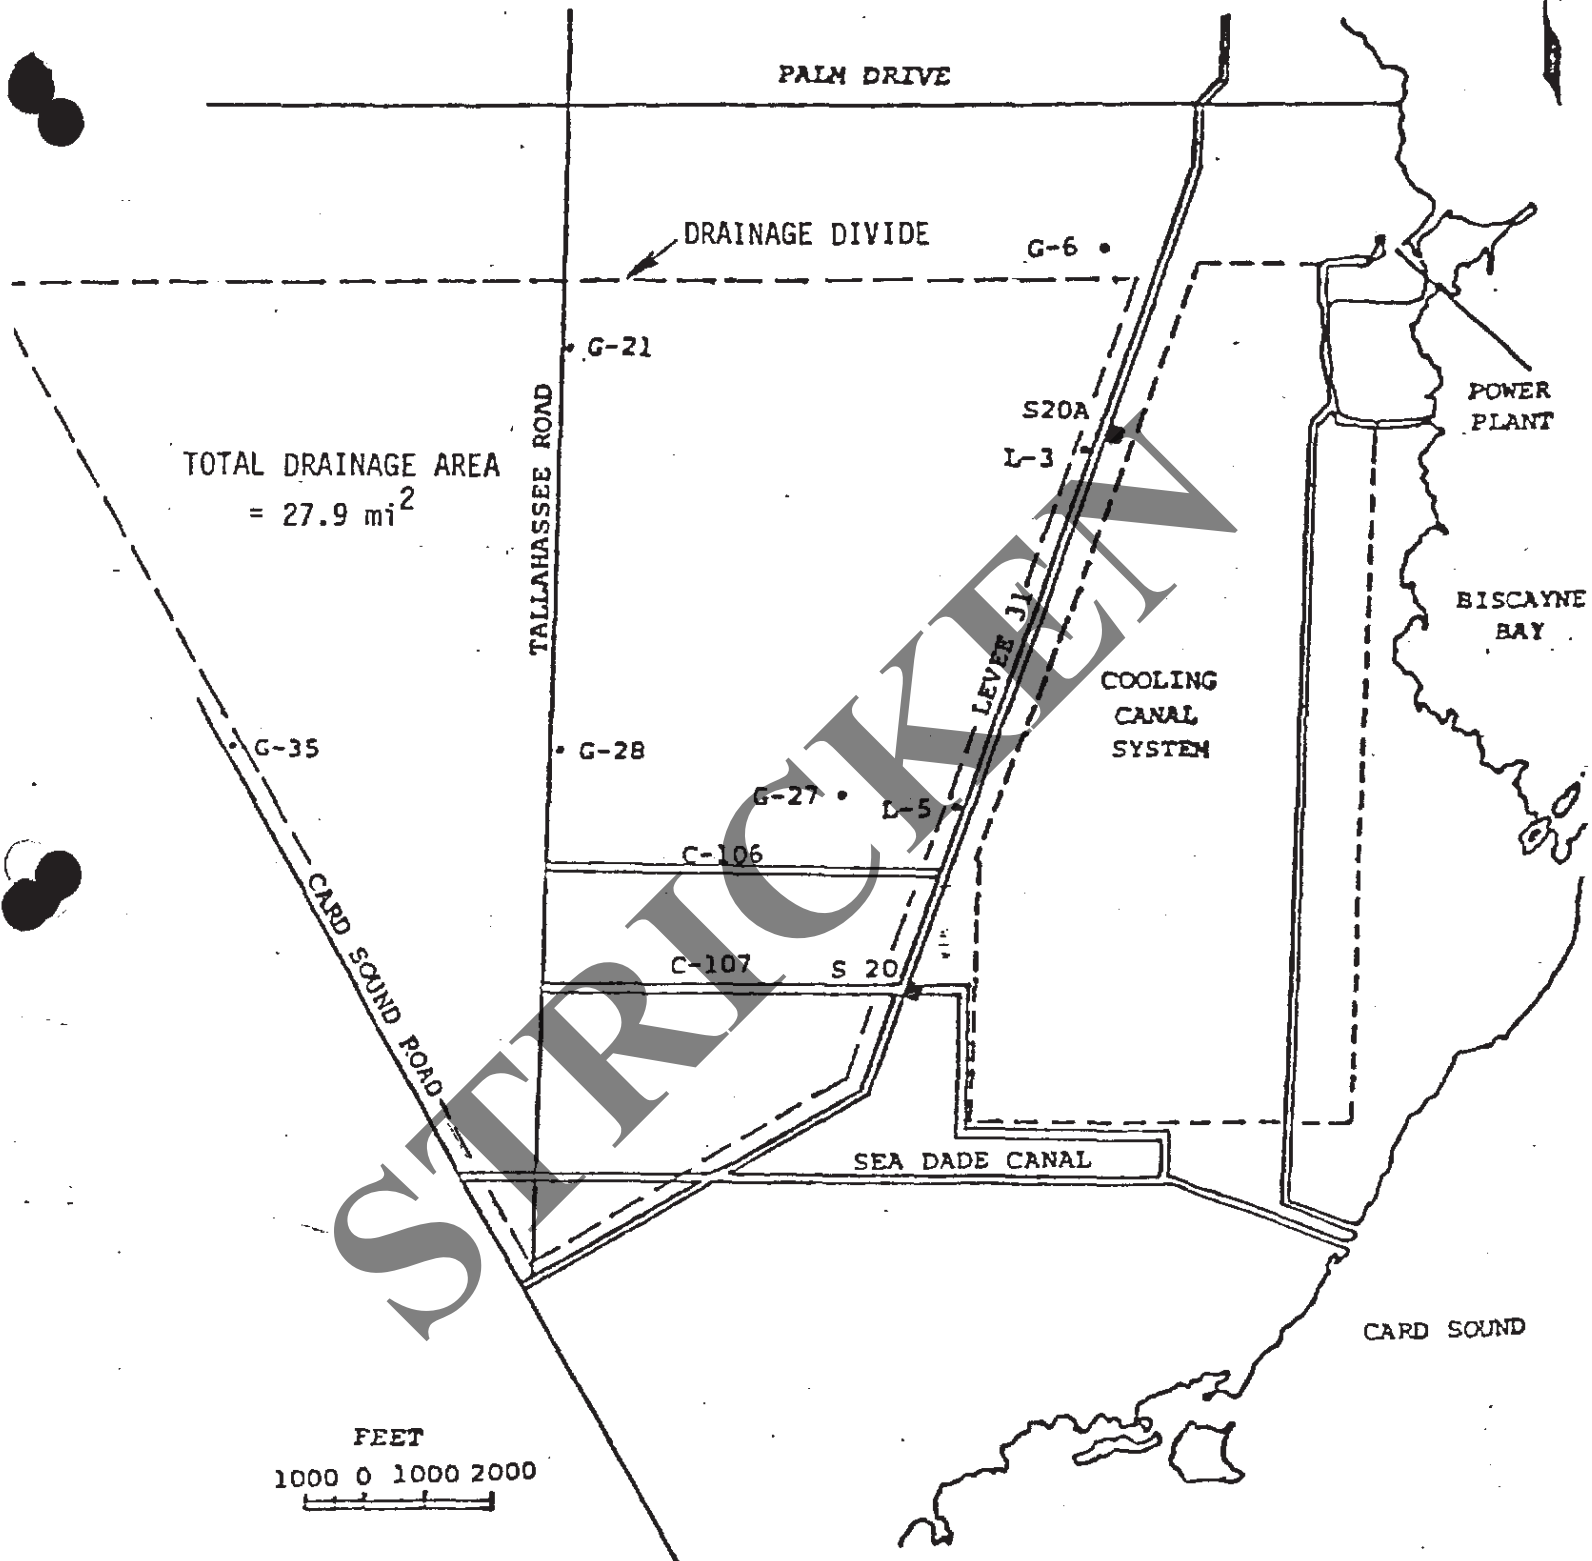 PALM DRIVE
DRAINAGE DIVIDE
G-6
G-21
POWER
PLANT
S20A
L-3
TOTAL DRAINAGE AREA
= 27.9 mi2
TALLAHASSEE ROAD
BISCAYNE
BAY
LEVEE 31
COOLING
CANAL
SYSTEM
G-35
G-28
G-27
L-5
C-106
CARD SOUND ROAD
C-107
S 20
SEA DADE CANAL
STRICKEN
CARD SOUND
FEET
1000 0 1000 2000